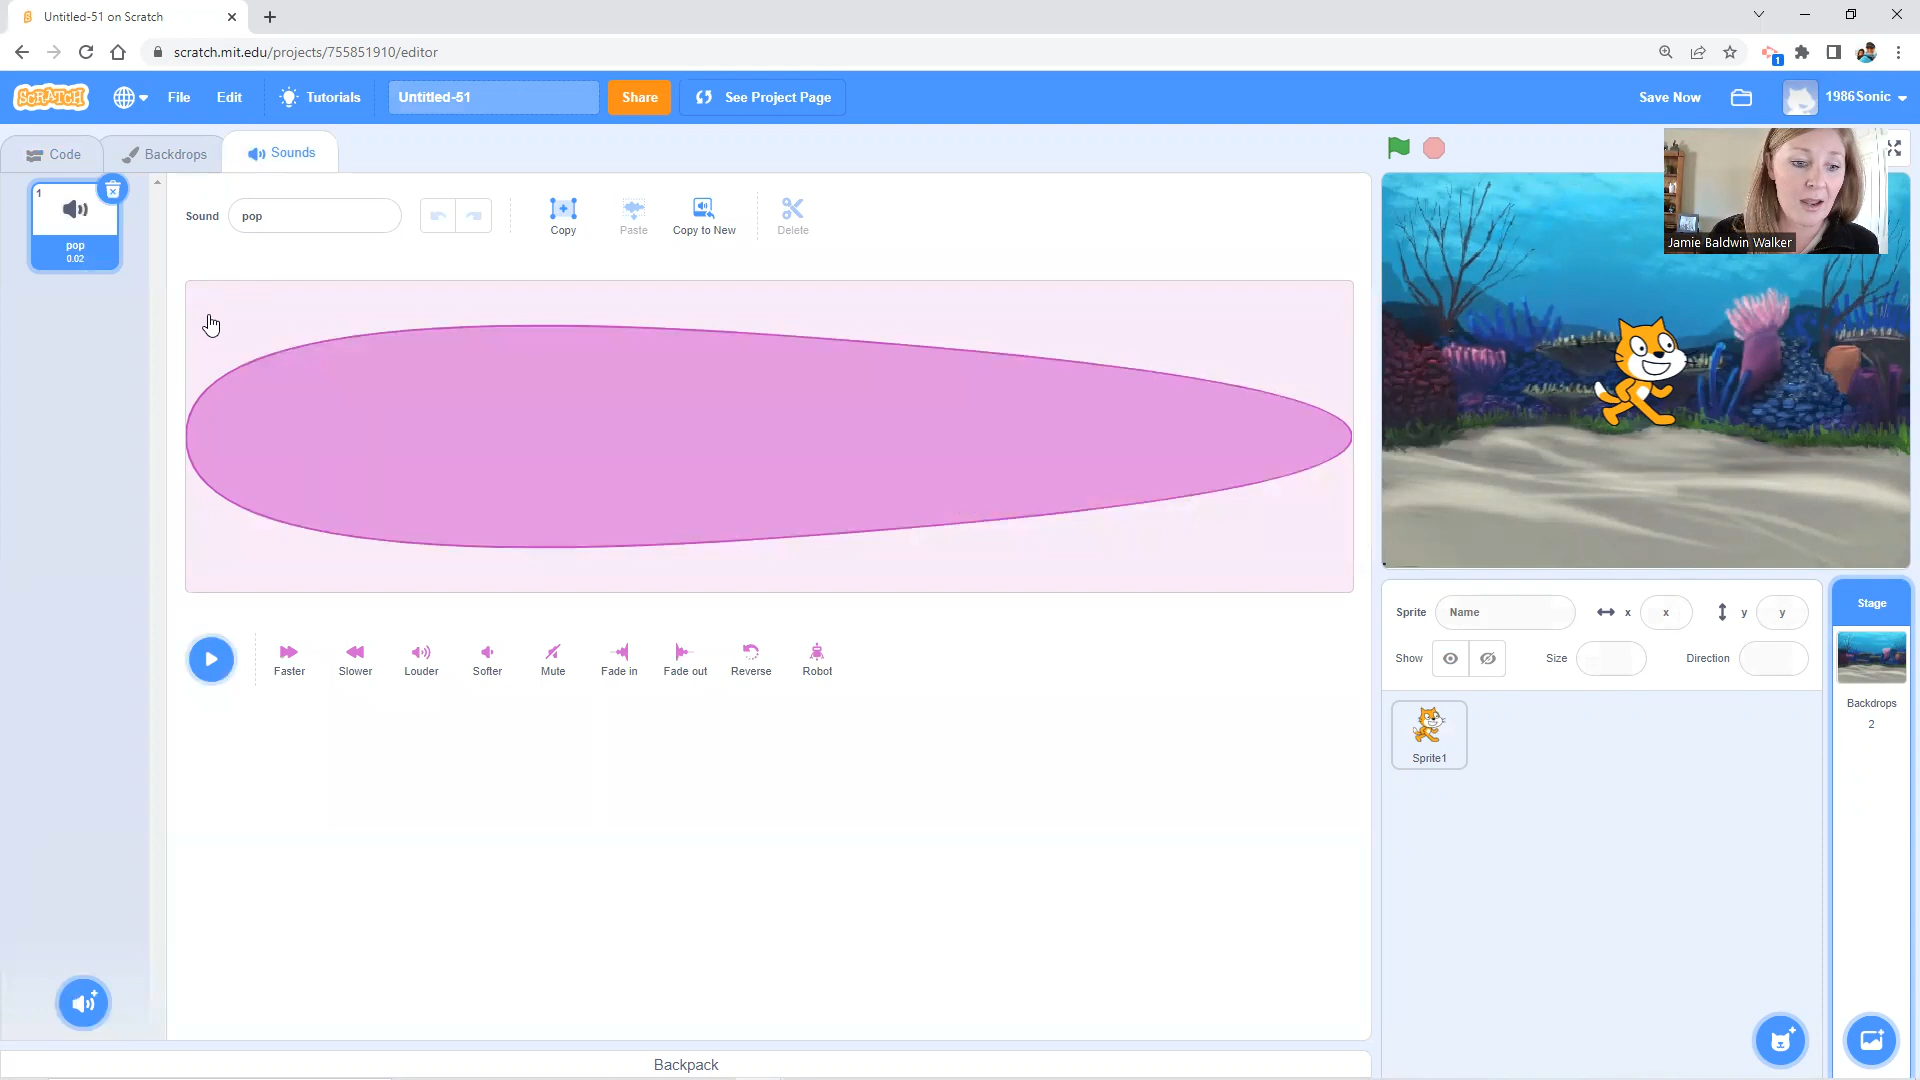 Untitled-51 on Scratch
scratch.mit.edu/projects/755851910/editor
1
SCRATCH
File
Edit
Tutorials
Untitled-51
Share
See Project Page
Save Now
1986Sonic
Code
Backdrops
Sounds
Jamie Baldwin Walker
1
pop
0.02
Sound
pop
Copy
Paste
Copy to New
Delete
Faster
Slower
Louder
Softer
Mute
Fade in
Fade out
Reverse
Robot
Sprite
Name
x
x
y
y
Show
Size
Direction
Sprite1
Stage
Backdrops
2
Backpack